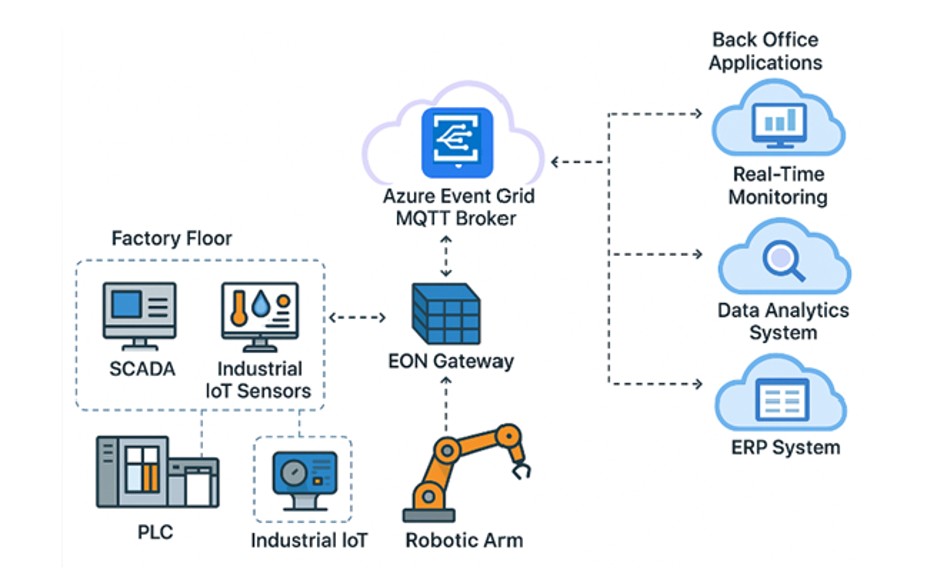 Back Office
Applications
Azure Event Grid
MQTT Broker
Real-Time
Monitoring
Factory Floor
SCADA
Industrial
IoT Sensors
EON Gateway
Data Analytics
System
ERP System
PLC
Industrial IoT
Robotic Arm